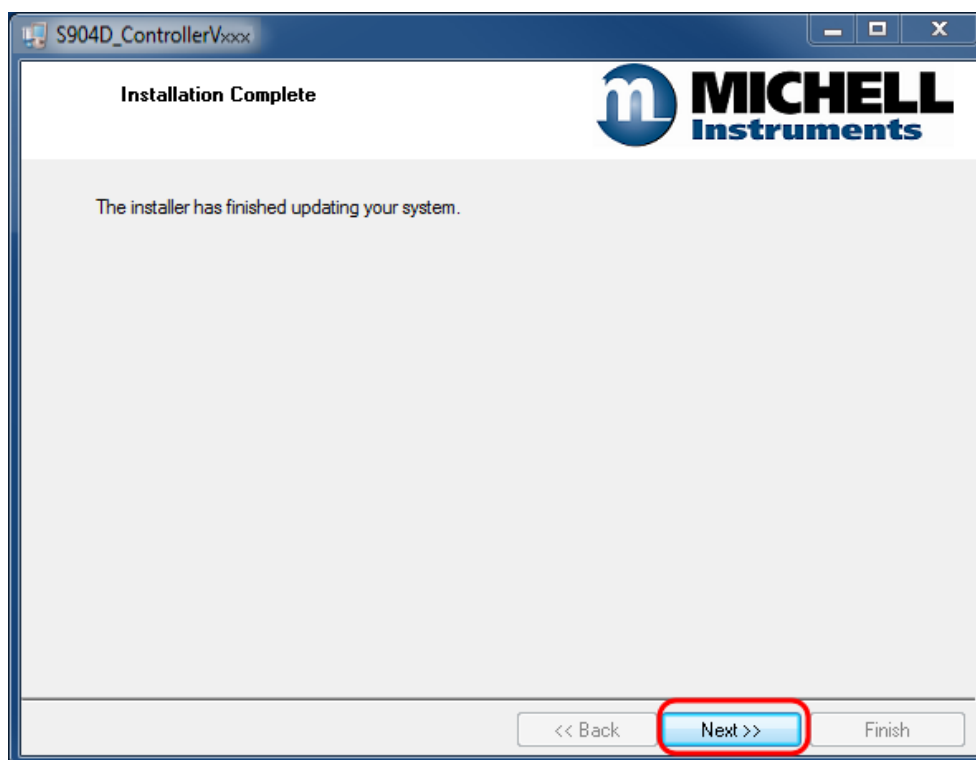 S904D_ControllerVxxx
Installation Complete
m MICHELL
Instruments
The installer has finished updating your system.
<< Back Next >> Finish